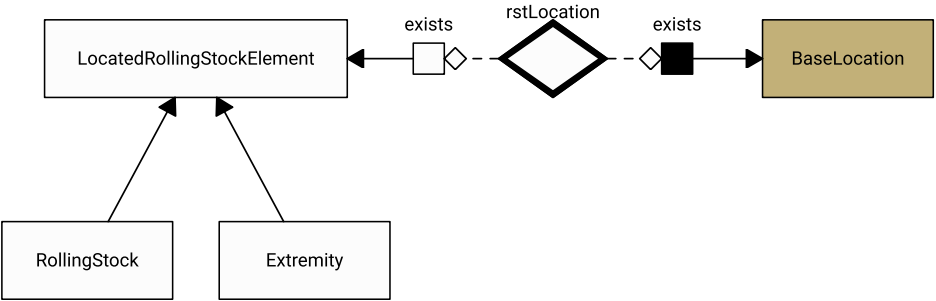 rstLocation
exists
exists
LocatedRollingStockElement
BaseLocation
RollingStock
Extremity